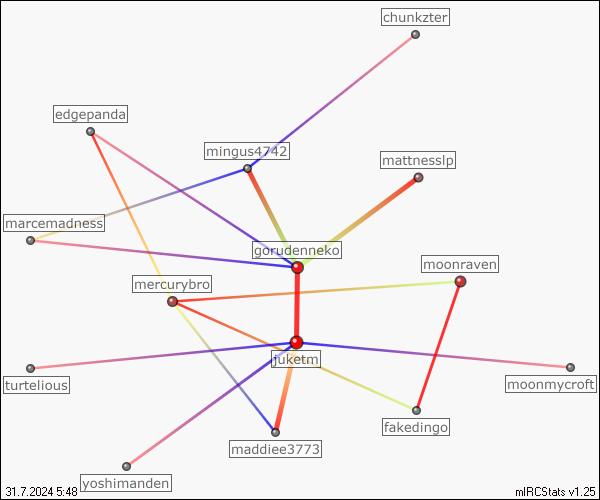 chunkzter
edgepanda
mingus4742
mattnesslp
marcemadness
gorudenneko
moonraven
mercurybro
juketm
turtelious
moonmycroft
fakedingo
maddiee3773
yoshimanden
31.7.2024 5:48
mIRCStats v1.25